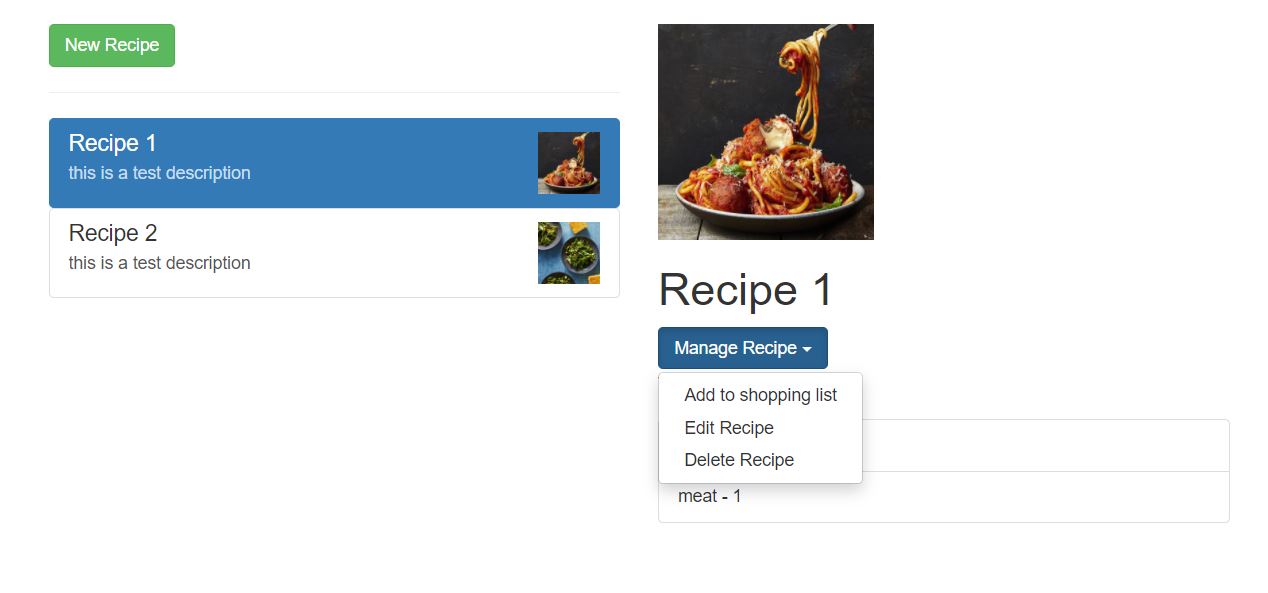 New Recipe
Recipe 1
this is a test description
Recipe 2
this is a test description
Recipe 1
Manage Recipe
Add to shopping list
Edit Recipe
Delete Recipe
meat - 1